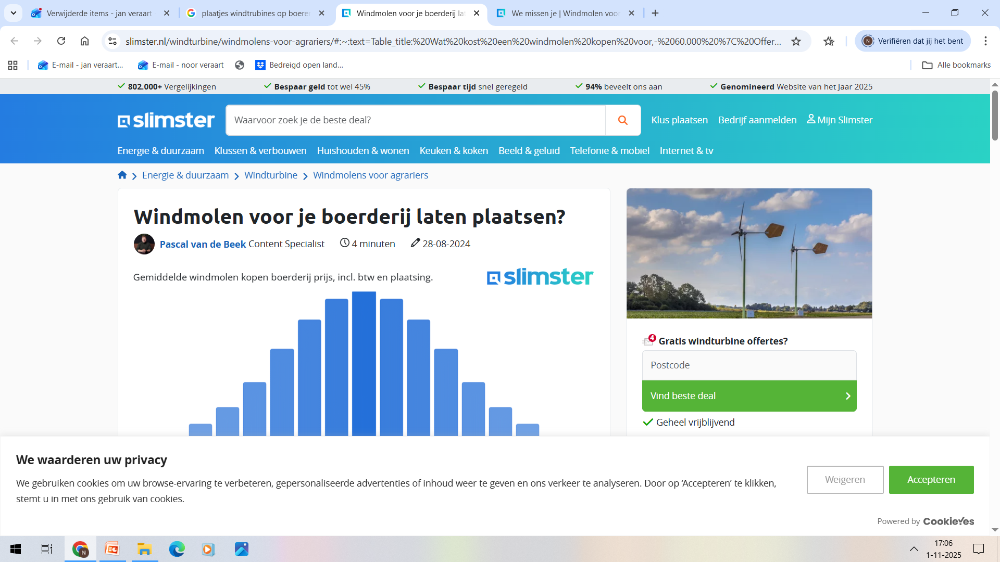 Verwijderde items - jan veraart
plaatjes windtrubines op boeren
Windmolen voor je boerderij lat
We missen je | Windmolen voor
slimster.nl/windturbine/windmolens-voor-agrariers/#:~:text=Table_title:%20Wat%20kost%20een%20windmolen%20kopen%20voor,-%2060.000%20%7C%20Offer...
N
Verifiëren dat jij het bent
E-mail - jan veraart...
E-mail - noor veraart
Bedreigd open land...
Alle bookmarks
802.000+ Vergelijkingen
Bespaar geld tot wel 45%
Bespaar tijd snel geregeld
94% beveelt ons aan
Genomineerd Website van het Jaar 2025
slimster
Waarvoor zoek je de beste deal?
Klus plaatsen
Bedrijf aanmelden
Mijn Slimster
Energie & duurzaam
Klussen & verbouwen
Huishouden & wonen
Keuken & koken
Beeld & geluid
Telefonie & mobiel
Internet & tv
Energie & duurzaam
Windturbine
Windmolens voor agrariers
Windmolen voor je boerderij laten plaatsen?
Pascal van de Beek Content Specialist
4 minuten
28-08-2024
Gemiddelde windmolen kopen boerderij prijs, incl. btw en plaatsing.
slimster
4
Gratis windturbine offertes?
Postcode
Vind beste deal
Geheel vrijblijvend
We waarderen uw privacy
We gebruiken cookies om uw browse-ervaring te verbeteren, gepersonaliseerde advertenties of inhoud weer te geven en ons verkeer te analyseren. Door op ‘Accepteren’ te klikken,
stemt u in met ons gebruik van cookies.
Weigeren
Accepteren
Powered by CookieYes
N
17:06
1-11-2025